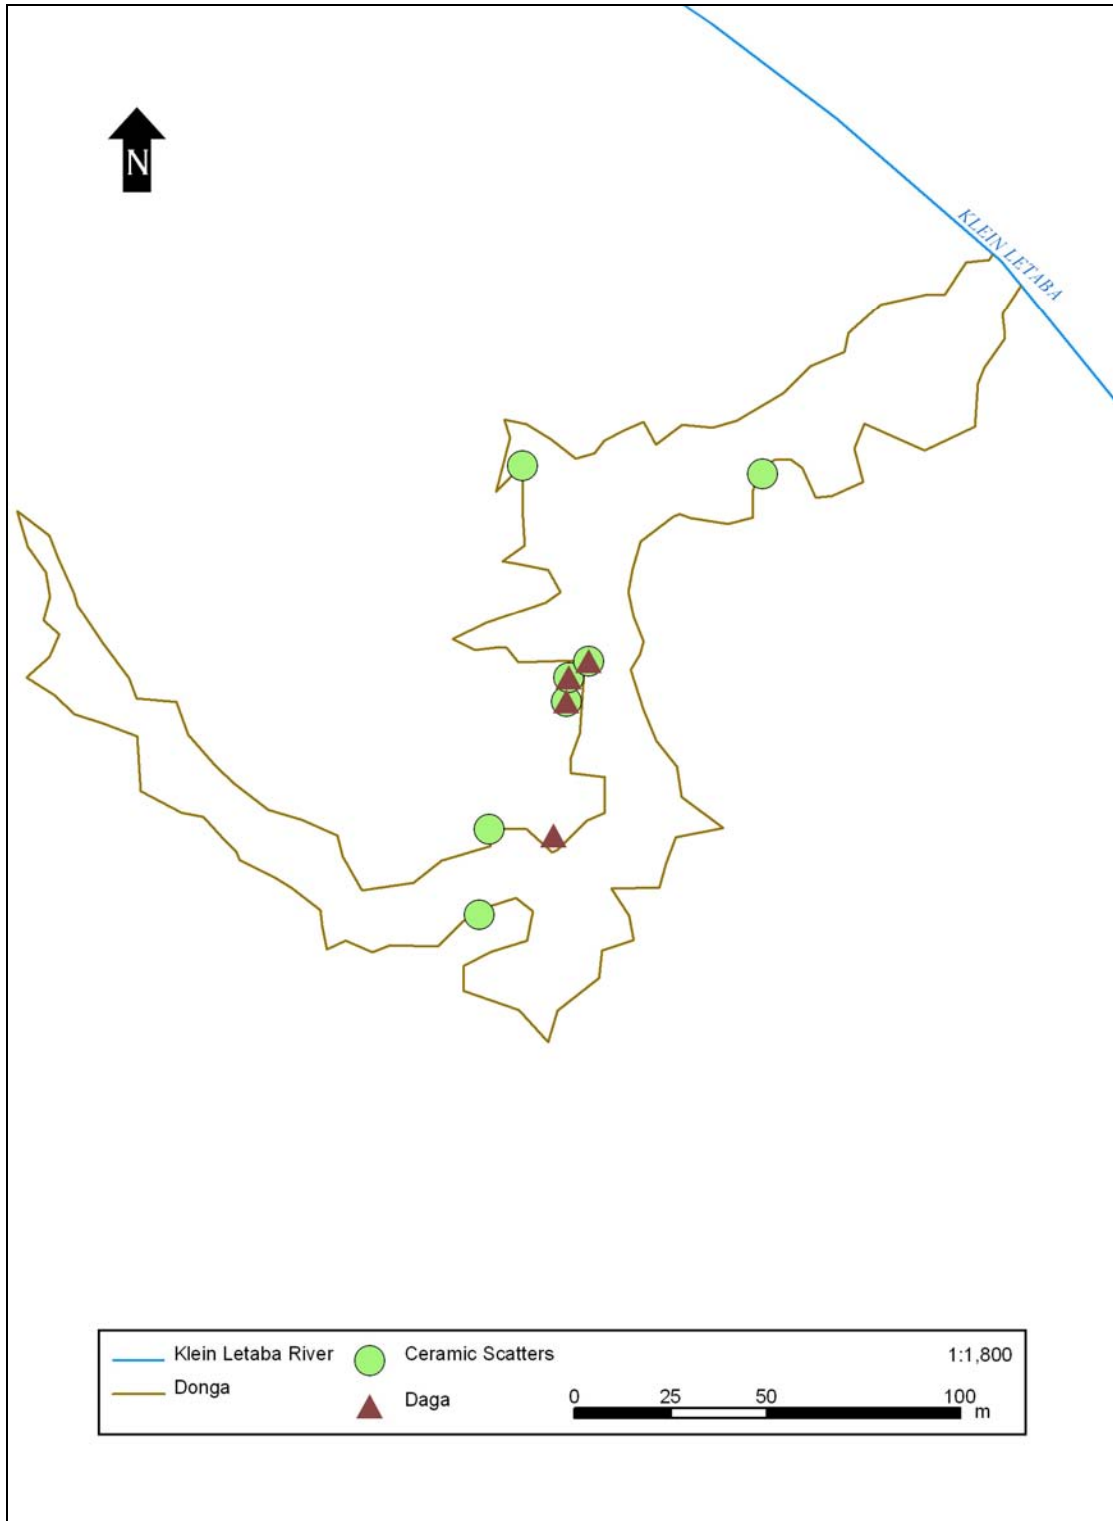 N
KLEIN LETABA
Klein Letaba River
Ceramic Scatters
1:1,800
Donga
Daga
0 25 50 100
m